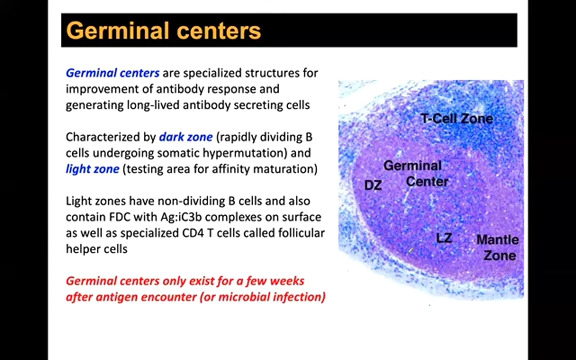 Germinal centers
Germinal centers are specialized structures for
improvement of antibody response and
generating long-lived antibody secreting cells
Characterized by dark zone (rapidly dividing B
cells undergoing somatic hypermutation) and
light zone (testing area for affinity maturation)
Light zones have non-dividing B cells and also
contain FDC with Ag:iC3b complexes on surface
as well as specialized CD4 T cells called follicular
helper cells
Germinal centers only exist for a few weeks
after antigen encounter (or microbial infection)
T-Cell Zone
Germinal
Center
DZ
LZ
Mantle
Zone